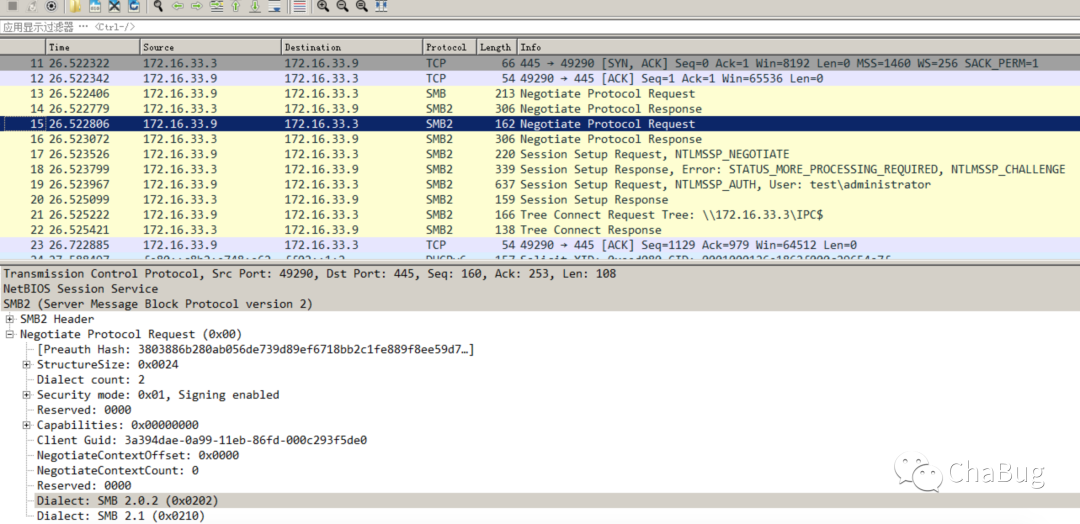 应用显示过滤器 … <Ctrl-/>
Time Source Destination Protocol Length Info
11 26.522322 172.16.33.3 172.16.33.9 TCP 66 445 → 49290 [SYN, ACK] Seq=0 Ack=1 Win=8192 Len=0 MSS=1460 WS=256 SACK_PERM=1
12 26.522342 172.16.33.9 172.16.33.3 TCP 54 49290 → 445 [ACK] Seq=1 Ack=1 Win=65536 Len=0
13 26.522406 172.16.33.9 172.16.33.3 SMB 213 Negotiate Protocol Request
14 26.522779 172.16.33.3 172.16.33.9 SMB2 306 Negotiate Protocol Response
15 26.522806 172.16.33.9 172.16.33.3 SMB2 162 Negotiate Protocol Request
16 26.523072 172.16.33.3 172.16.33.9 SMB2 306 Negotiate Protocol Response
17 26.523526 172.16.33.9 172.16.33.3 SMB2 220 Session Setup Request, NTLMSSP_NEGOTIATE
18 26.523799 172.16.33.3 172.16.33.9 SMB2 339 Session Setup Response, Error: STATUS_MORE_PROCESSING_REQUIRED, NTLMSSP_CHALLENGE
19 26.523967 172.16.33.9 172.16.33.3 SMB2 637 Session Setup Request, NTLMSSP_AUTH, User: test\administrator
20 26.525099 172.16.33.3 172.16.33.9 SMB2 159 Session Setup Response
21 26.525222 172.16.33.9 172.16.33.3 SMB2 166 Tree Connect Request Tree: \\172.16.33.3\IPC$
22 26.525421 172.16.33.3 172.16.33.9 SMB2 138 Tree Connect Response
23 26.722885 172.16.33.9 172.16.33.3 TCP 54 49290 → 445 [ACK] Seq=1129 Ack=979 Win=64512 Len=0
Transmission Control Protocol, Src Port: 49290, Dst Port: 445, Seq: 160, Ack: 253, Len: 108
NetBIOS Session Service
SMB2 (Server Message Block Protocol version 2)
SMB2 Header
Negotiate Protocol Request (0x00)
[Preauth Hash: 3803886b280ab056de739d89ef6718bb2c1fe889f8ee59d7…]
StructureSize: 0x0024
Dialect count: 2
Security mode: 0x01, Signing enabled
Reserved: 0000
Capabilities: 0x00000000
Client Guid: 3a394dae-0a99-11eb-86fd-000c293f5de0
NegotiateContextOffset: 0x0000
NegotiateContextCount: 0
Reserved: 0000
Dialect: SMB 2.0.2 (0x0202)
Dialect: SMB 2.1 (0x0210)
ChaBug